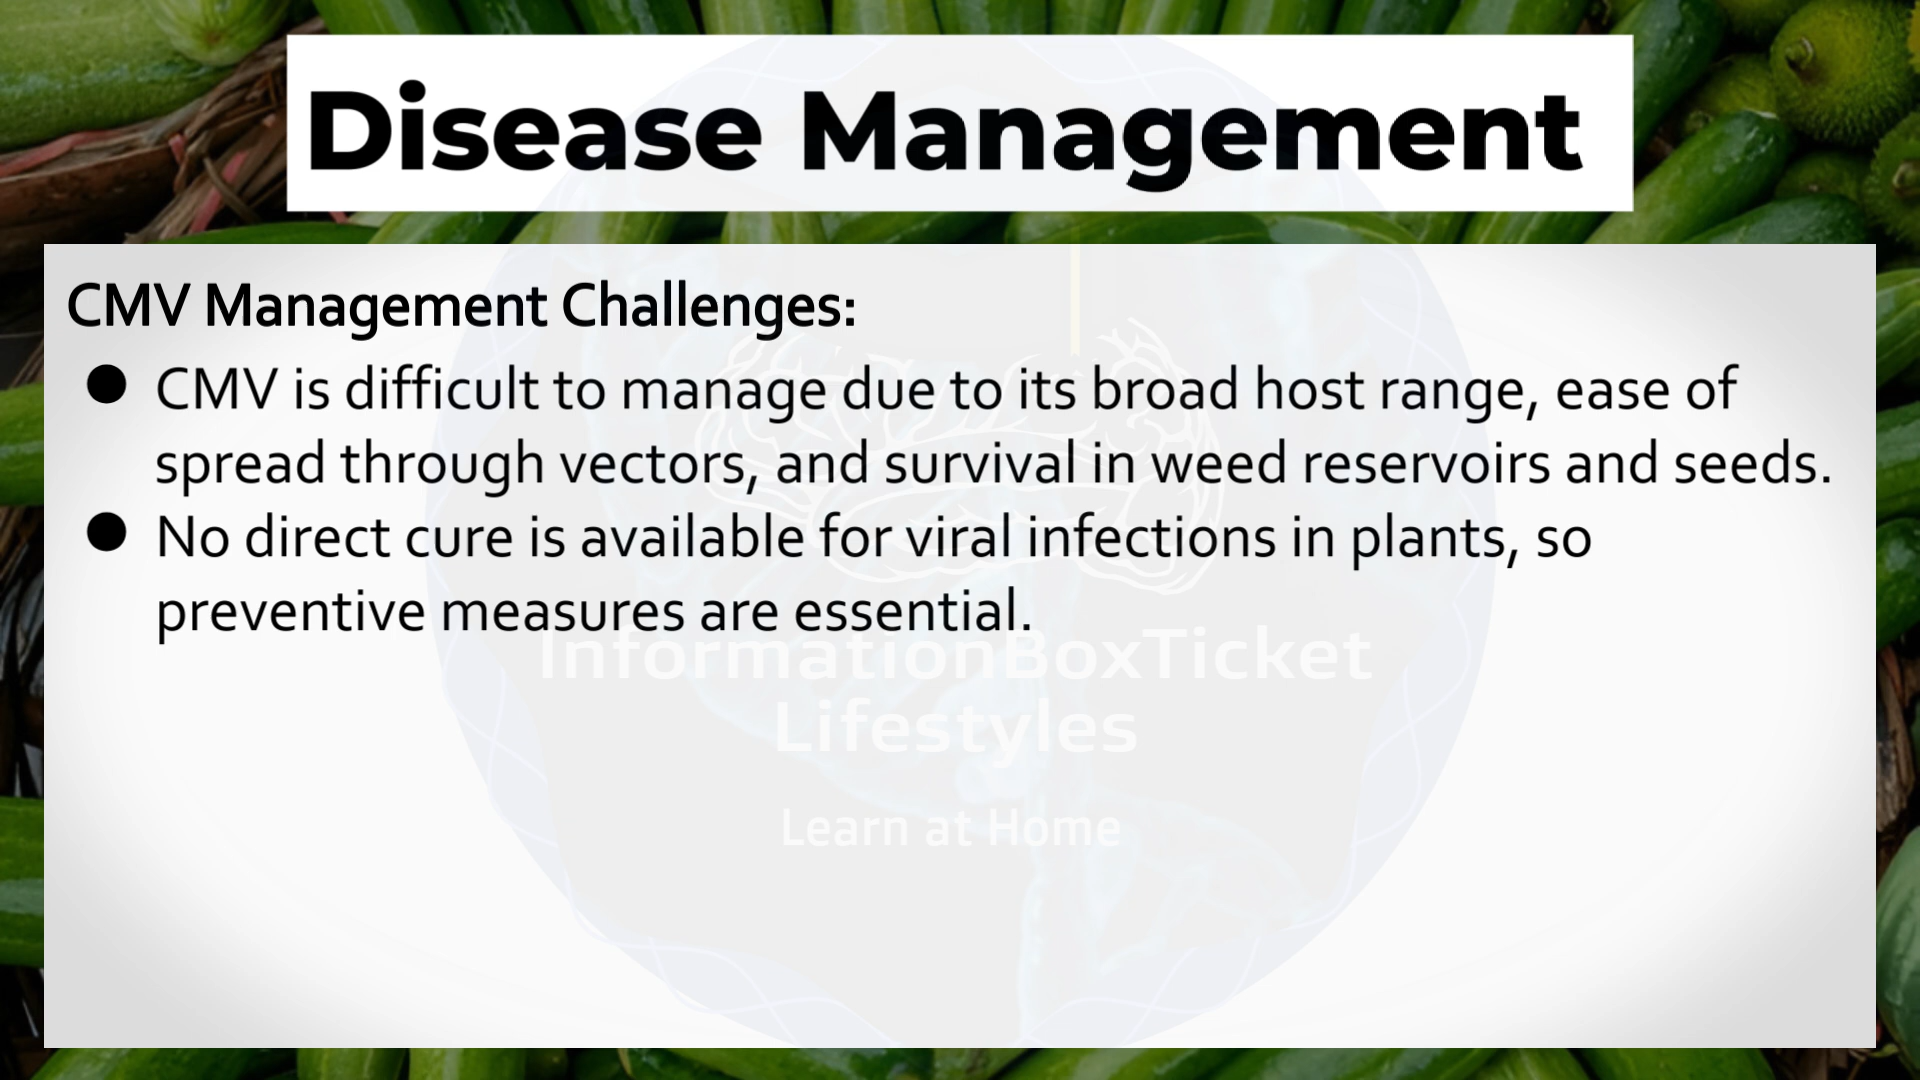 Disease Management
CMV Management Challenges:
● CMV is difficult to manage due to its broad host range, ease of
spread through vectors, and survival in weed reservoirs and seeds.
● No direct cure is available for viral infections in plants, so
preventive measures are essential.
InformationBoxTicket
Lifestyles
Learn at Home